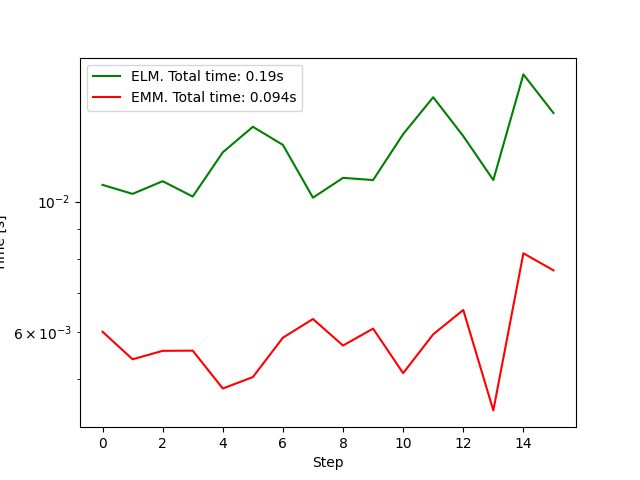 ELM. Total time: 0.19s
EMM. Total time: 0.094s
10⁻²
6 × 10⁻³
[s]
0 2 4 6 8 10 12 14
Step